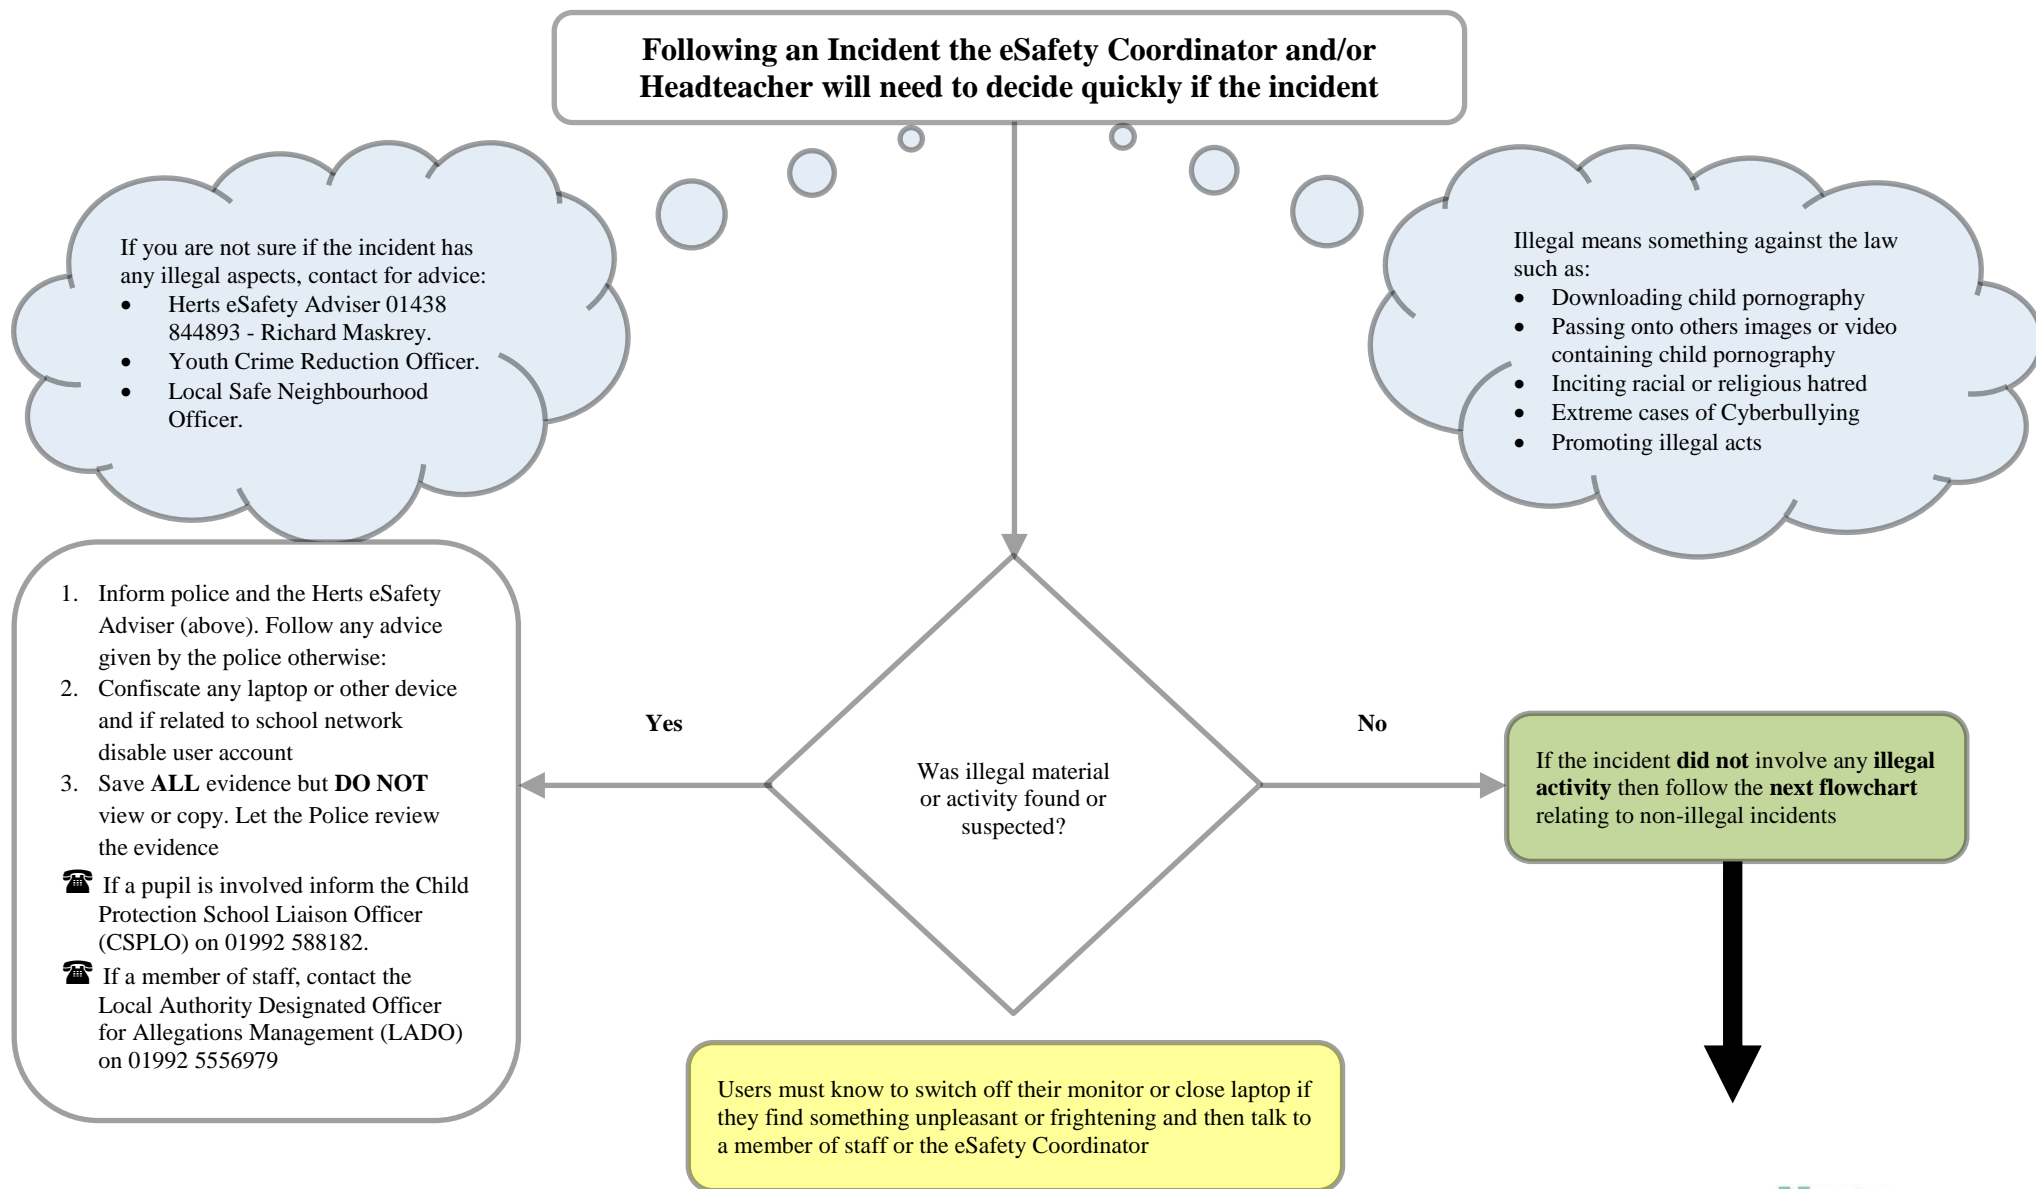 Following an Incident the eSafety Coordinator and/or
Headteacher will need to decide quickly if the incident
If you are not sure if the incident has
any illegal aspects, contact for advice:
• Herts eSafety Adviser 01438
844893 - Richard Maskrey.
• Youth Crime Reduction Officer.
• Local Safe Neighbourhood
Officer.
Illegal means something against the law
such as:
• Downloading child pornography
• Passing onto others images or video
containing child pornography
• Inciting racial or religious hatred
• Extreme cases of Cyberbullying
• Promoting illegal acts
1. Inform police and the Herts eSafety
Adviser (above). Follow any advice
given by the police otherwise:
2. Confiscate any laptop or other device
and if related to school network
disable user account
3. Save ALL evidence but DO NOT
view or copy. Let the Police review
the evidence
☎ If a pupil is involved inform the Child
Protection School Liaison Officer
(CSPLO) on 01992 588182.
☎ If a member of staff, contact the
Local Authority Designated Officer
for Allegations Management (LADO)
on 01992 5556979
Yes
Was illegal material
or activity found or
suspected?
No
If the incident did not involve any illegal
activity then follow the next flowchart
relating to non-illegal incidents
Users must know to switch off their monitor or close laptop if
they find something unpleasant or frightening and then talk to
a member of staff or the eSafety Coordinator